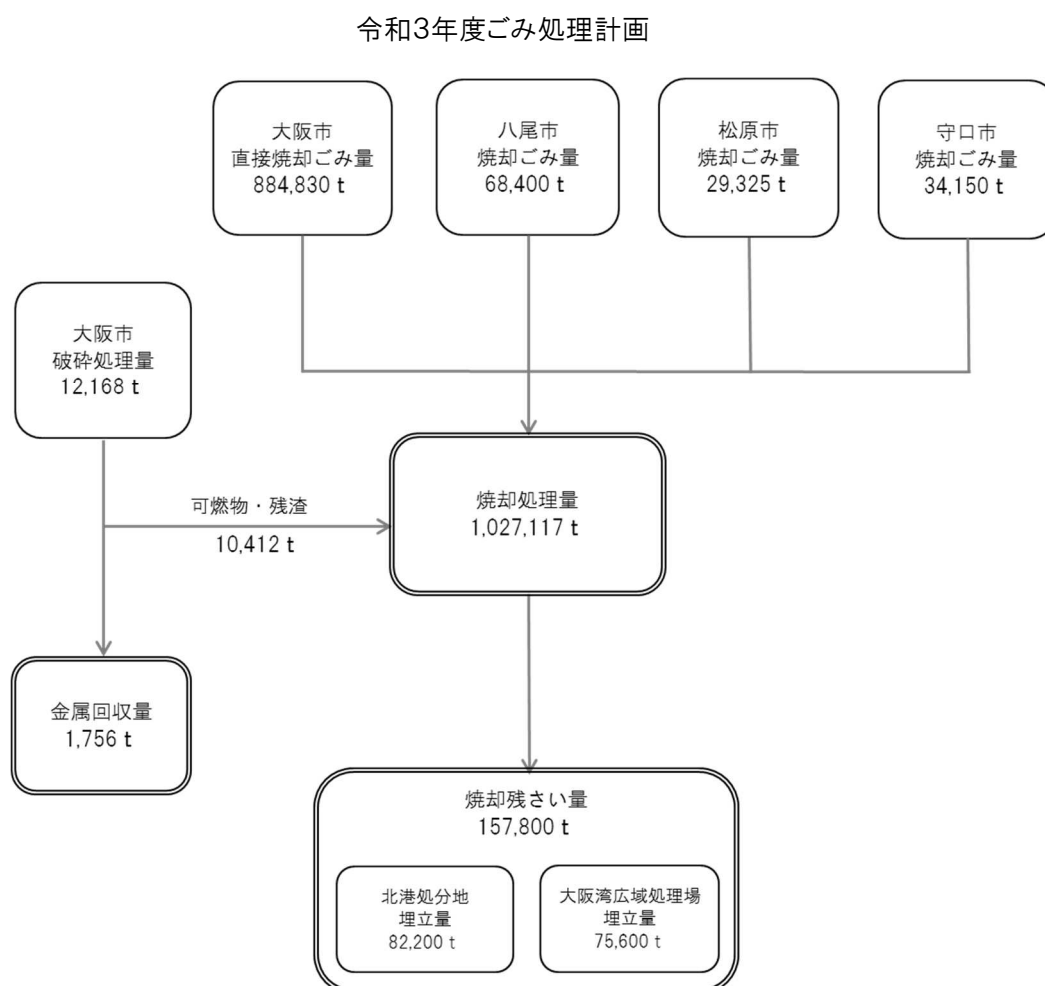 令和3年度ごみ処理計画
大阪市
直接焼却ごみ量
884,830 t
八尾市
焼却ごみ量
68,400 t
松原市
焼却ごみ量
29,325 t
守口市
焼却ごみ量
34,150 t
大阪市
破砕処理量
12,168 t
可燃物・残渣
10,412 t
焼却処理量
1,027,117 t
金属回収量
1,756 t
焼却残さい量
157,800 t
北港処分地
埋立量
82,200 t
大阪湾広域処理場
埋立量
75,600 t